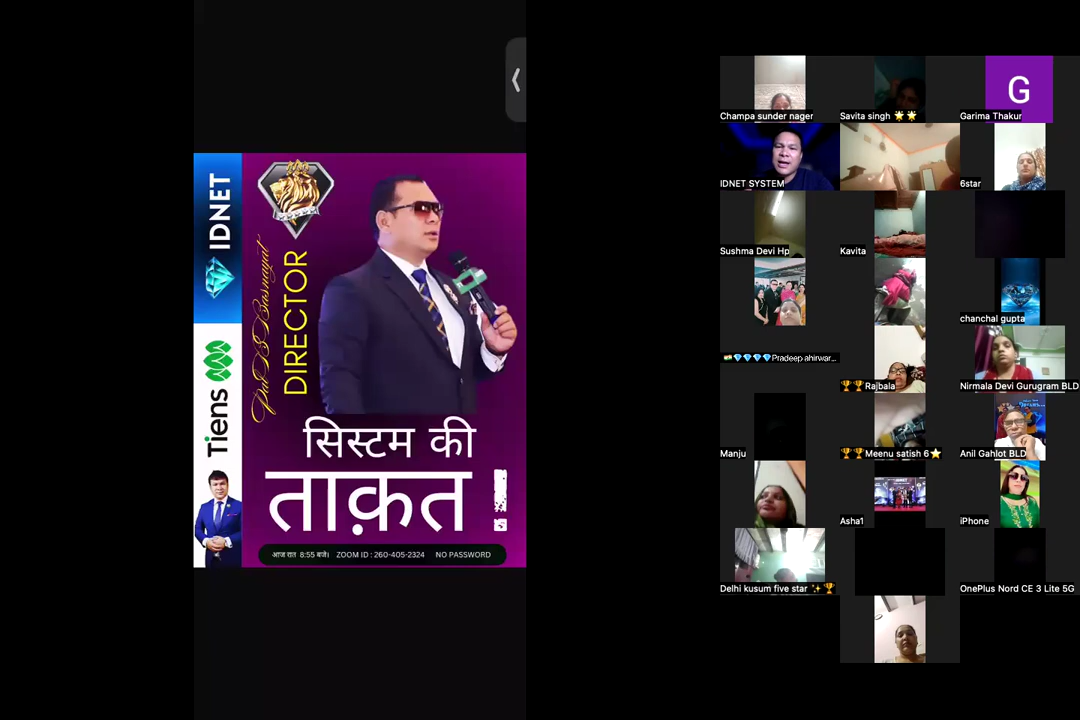 IDNET
Tiens
DIRECTOR
सिस्टम की
ताक़त !
आज रात 8:55 बजे। ZOOM ID : 260-405-2324 NO PASSWORD
G
Champa sunder nager
Savita singh 🌟 🌟
Garima Thakur
IDNET SYSTEM
6star
Sushma Devi Hp
Kavita
chanchal gupta
🇮🇳💎💎💎💎Pradeep ahirwar...
🏆🏆Rajbala
Nirmala Devi Gurugram BLD
Manju
🏆🏆Meenu satish 6⭐
Anil Gahlot BLD
Asha1
iPhone
Delhi kusum five star ✨🏆
OnePlus Nord CE 3 Lite 5G